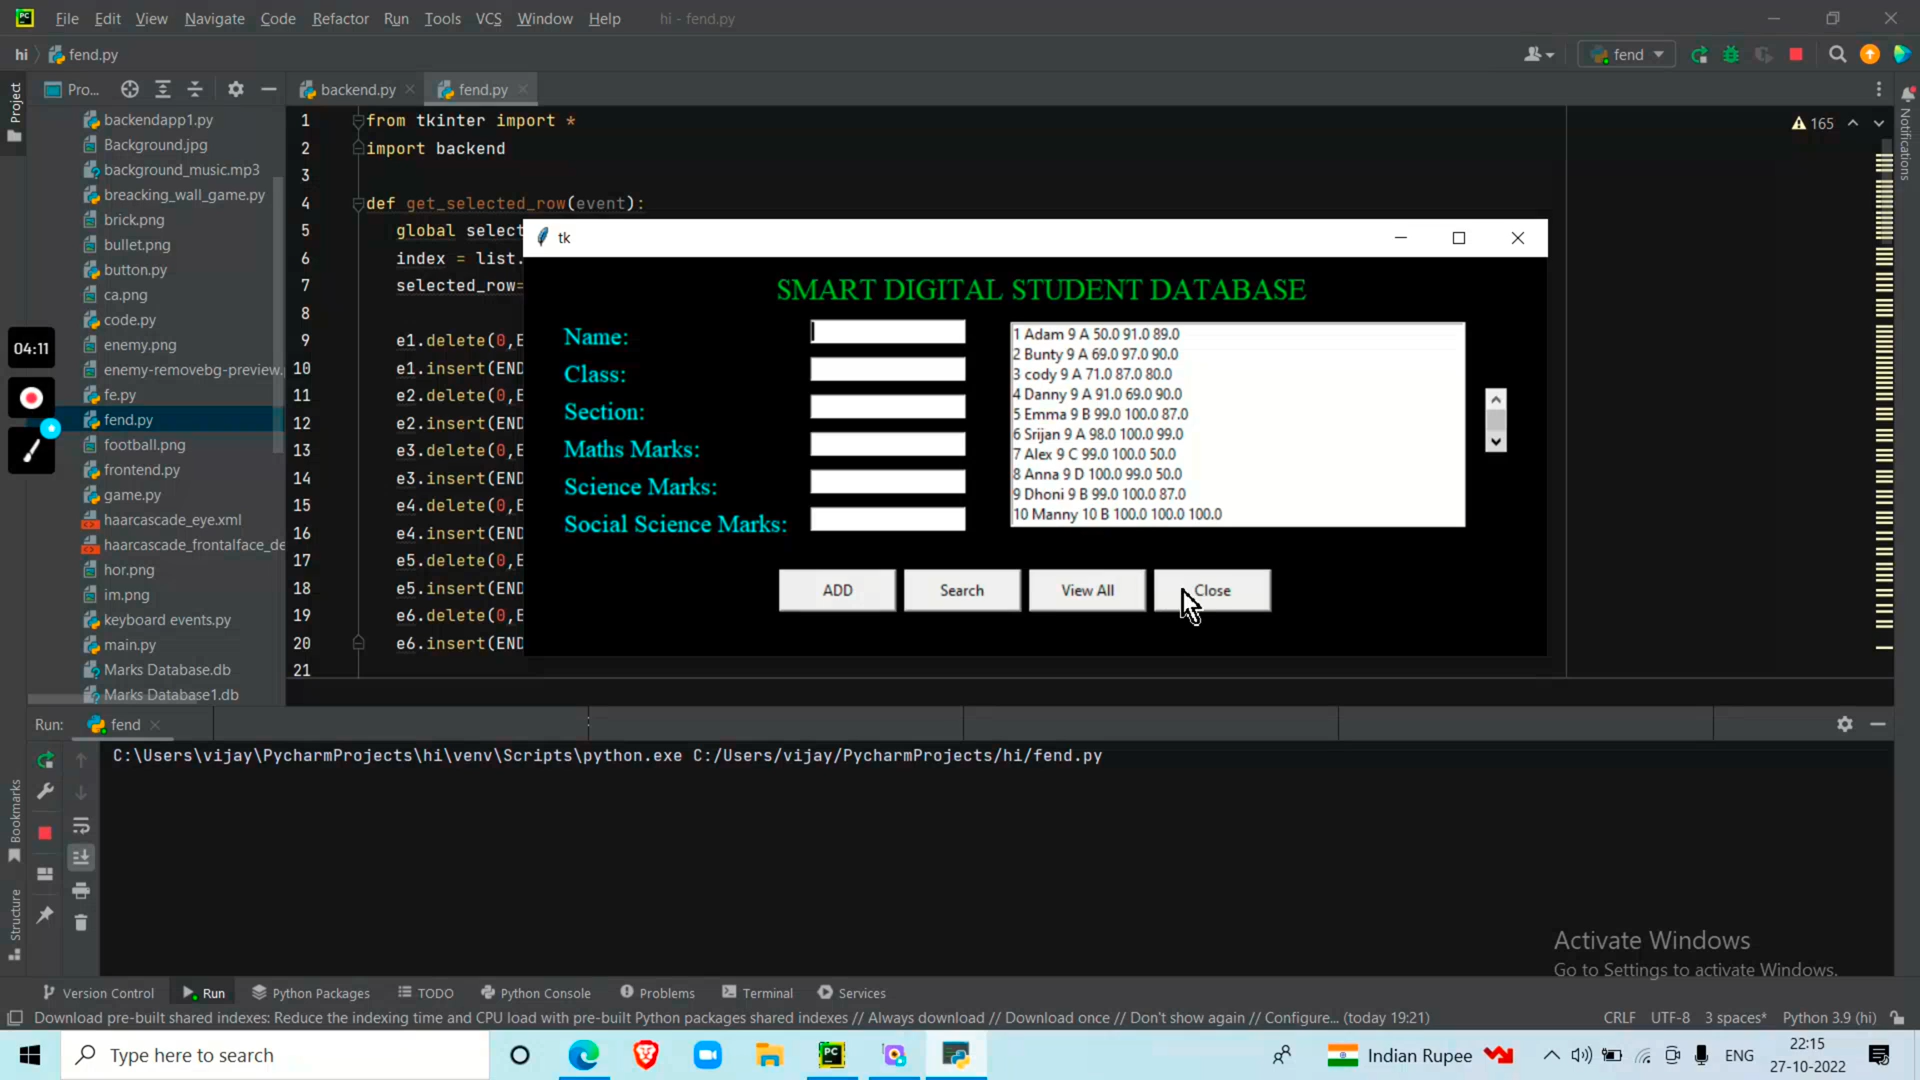 File Edit View Navigate Code Refactor Run Tools VCS Window Help hi - fend.py
hi fend.py fend
Project
Pro...
backend.py fend.py
Notifications
165
backendapp1.py
Background.jpg
background_music.mp3
breacking_wall_game.py
brick.png
bullet.png
button.py
ca.png
code.py
enemy.png
enemy-removebg-preview.
fe.py
fend.py
football.png
frontend.py
game.py
haarcascade_eye.xml
haarcascade_frontalface_de
hor.png
im.png
keyboard events.py
main.py
Marks Database.db
Marks Database1.db
04:11
1 from tkinter import *
2 import backend
3
4 def get_selected_row(event):
5 global select
6 index = list.
7 selected_row=
8
9 e1.delete(0,E
10 e1.insert(END
11 e2.delete(0,E
12 e2.insert(END
13 e3.delete(0,E
14 e3.insert(END
15 e4.delete(0,E
16 e4.insert(END
17 e5.delete(0,E
18 e5.insert(END
19 e6.delete(0,E
20 e6.insert(END
21
tk
SMART DIGITAL STUDENT DATABASE
Name:
Class:
Section:
Maths Marks:
Science Marks:
Social Science Marks:
1 Adam 9 A 50.0 91.0 89.0
2 Bunty 9 A 69.0 97.0 90.0
3 cody 9 A 71.0 87.0 80.0
4 Danny 9 A 91.0 69.0 90.0
5 Emma 9 B 99.0 100.0 87.0
6 Srijan 9 A 98.0 100.0 99.0
7 Alex 9 C 99.0 100.0 50.0
8 Anna 9 D 100.0 99.0 50.0
9 Dhoni 9 B 99.0 100.0 87.0
10 Manny 10 B 100.0 100.0 100.0
ADD Search View All Close
Run: fend
C:\Users\vijay\PycharmProjects\hi\venv\Scripts\python.exe C:/Users/vijay/PycharmProjects/hi/fend.py
Bookmarks
Structure
Activate Windows
Go to Settings to activate Windows.
Version Control Run Python Packages TODO Python Console Problems Terminal Services
Download pre-built shared indexes: Reduce the indexing time and CPU load with pre-built Python packages shared indexes // Always download // Download once // Don't show again // Configure... (today 19:21) CRLF UTF-8 3 spaces* Python 3.9 (hi)
Type here to search
Indian Rupee
ENG
22:15
27-10-2022